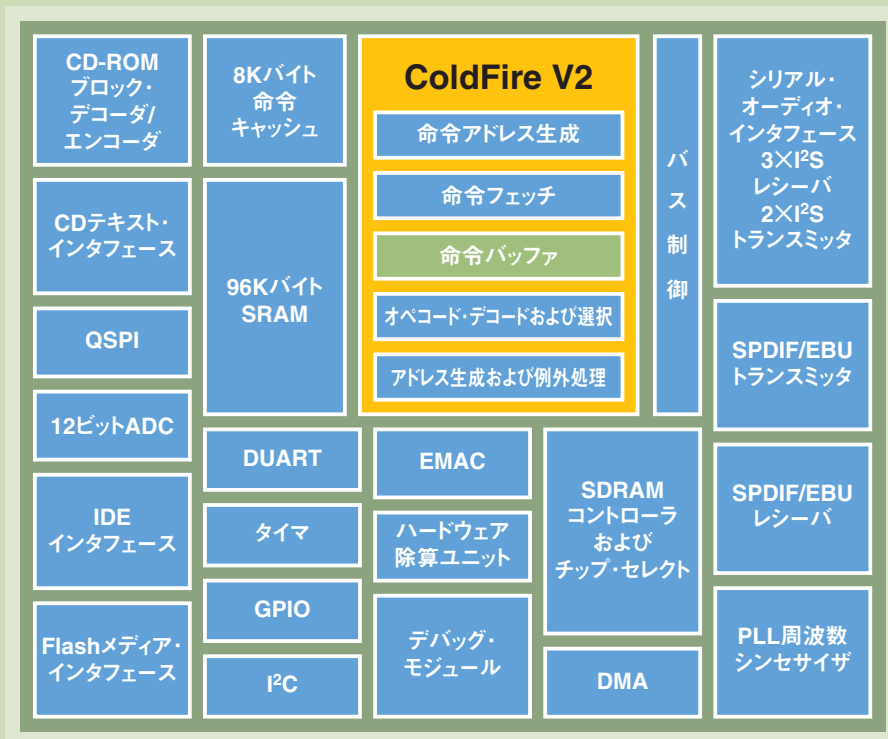 CD-ROM
ブロック・
デコーダ/
エンコーダ
CDテキスト・
インタフェース
QSPI
12ビットADC
IDE
インタフェース
Flashメディア・
インタフェース
8Kバイト
命令
キャッシュ
96Kバイト
SRAM
DUART
タイマ
GPIO
I²C
ColdFire V2
命令アドレス生成
命令フェッチ
命令バッファ
オペコード・デコードおよび選択
アドレス生成および例外処理
EMAC
ハードウェア
除算ユニット
デバッグ・
モジュール
バス制御
SDRAM
コントローラ
および
チップ・セレクト
DMA
シリアル・
オーディオ・
インタフェース
3×I²S
レシーバ
2×I²S
トランスミッタ
SPDIF/EBU
トランスミッタ
SPDIF/EBU
レシーバ
PLL周波数
シンセサイザ